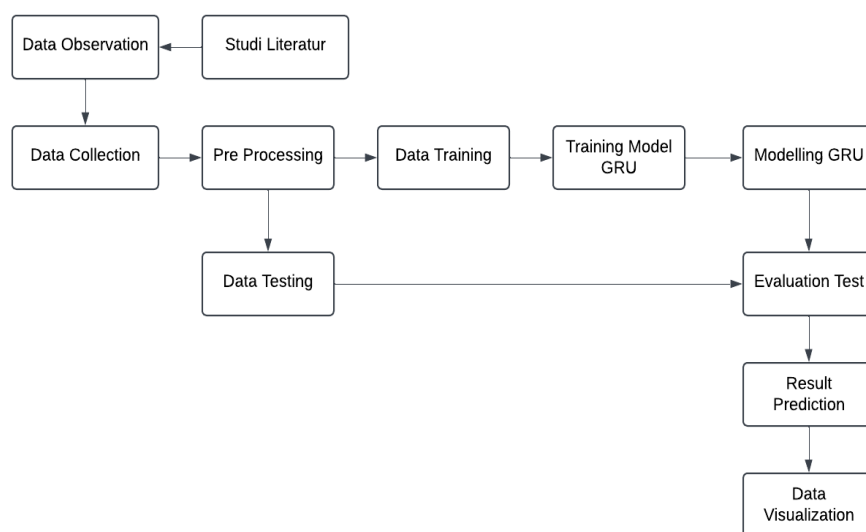 Data Observation
Studi Literatur
Data Collection
Pre Processing
Data Training
Training Model
GRU
Modelling GRU
Data Testing
Evaluation Test
Result
Prediction
Data
Visualization